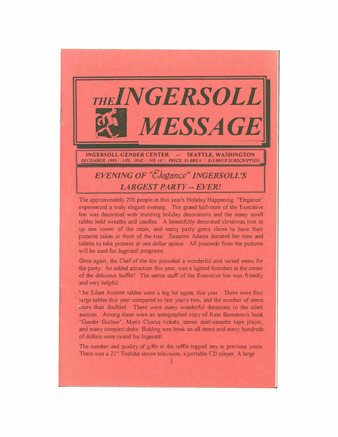 THE INGERSOLL
MESSAGE
INGERSOLL GENDER CENTER -- SEATTLE, WASHINGTON
DECEMBER 1995 / VOL. ONE NO. 10 / PRICE
SUBSCRIPTION
EVENING OF "Elegance" INGERSOLL'S
LARGEST PARTY -- EVER!
The approximately 200 people at this year's Holiday Happening "Elegance"
experienced a truly elegant evening. The grand ballroom of the Executive
Inn was decorated with stunning holiday decorations and the many small
tables held wreaths and candles. A beautifully decorated christmas tree lit
up one corner of the room, and many party goers chose to have their
pictures taken in front of the tree. Suzanne Adams donated her time and
talents to take pictures at one dollar apiece. All proceeds from the pictures
will be used for Ingersoll programs.
Once again, the Chef of the Inn provided a wonderful and varied menu for
the party. An added attraction this year, was a lighted fountain at the center
of the delicious buffet! The entire staff of the Executive Inn was friendly
and very helpful.
The Silent Auction tables were a big hit again, this year. There were four
large tables this year compared to last year's two, and the number of items
more than doubled. There were many wonderful donations to the silent
auction. Among these were an autographed copy of Kate Bornstein's book
"Gender Outlaw", Men's Chorus tickets, stereo dual-cassette tape player,
and many compact disks. Bidding was brisk on all items and many hundreds
of dollars were raised for Ingersoll.
The number and quality of gifts in the raffle topped any in previous years.
There was a 21" Toshiba stereo television, a portable CD player, A large
1